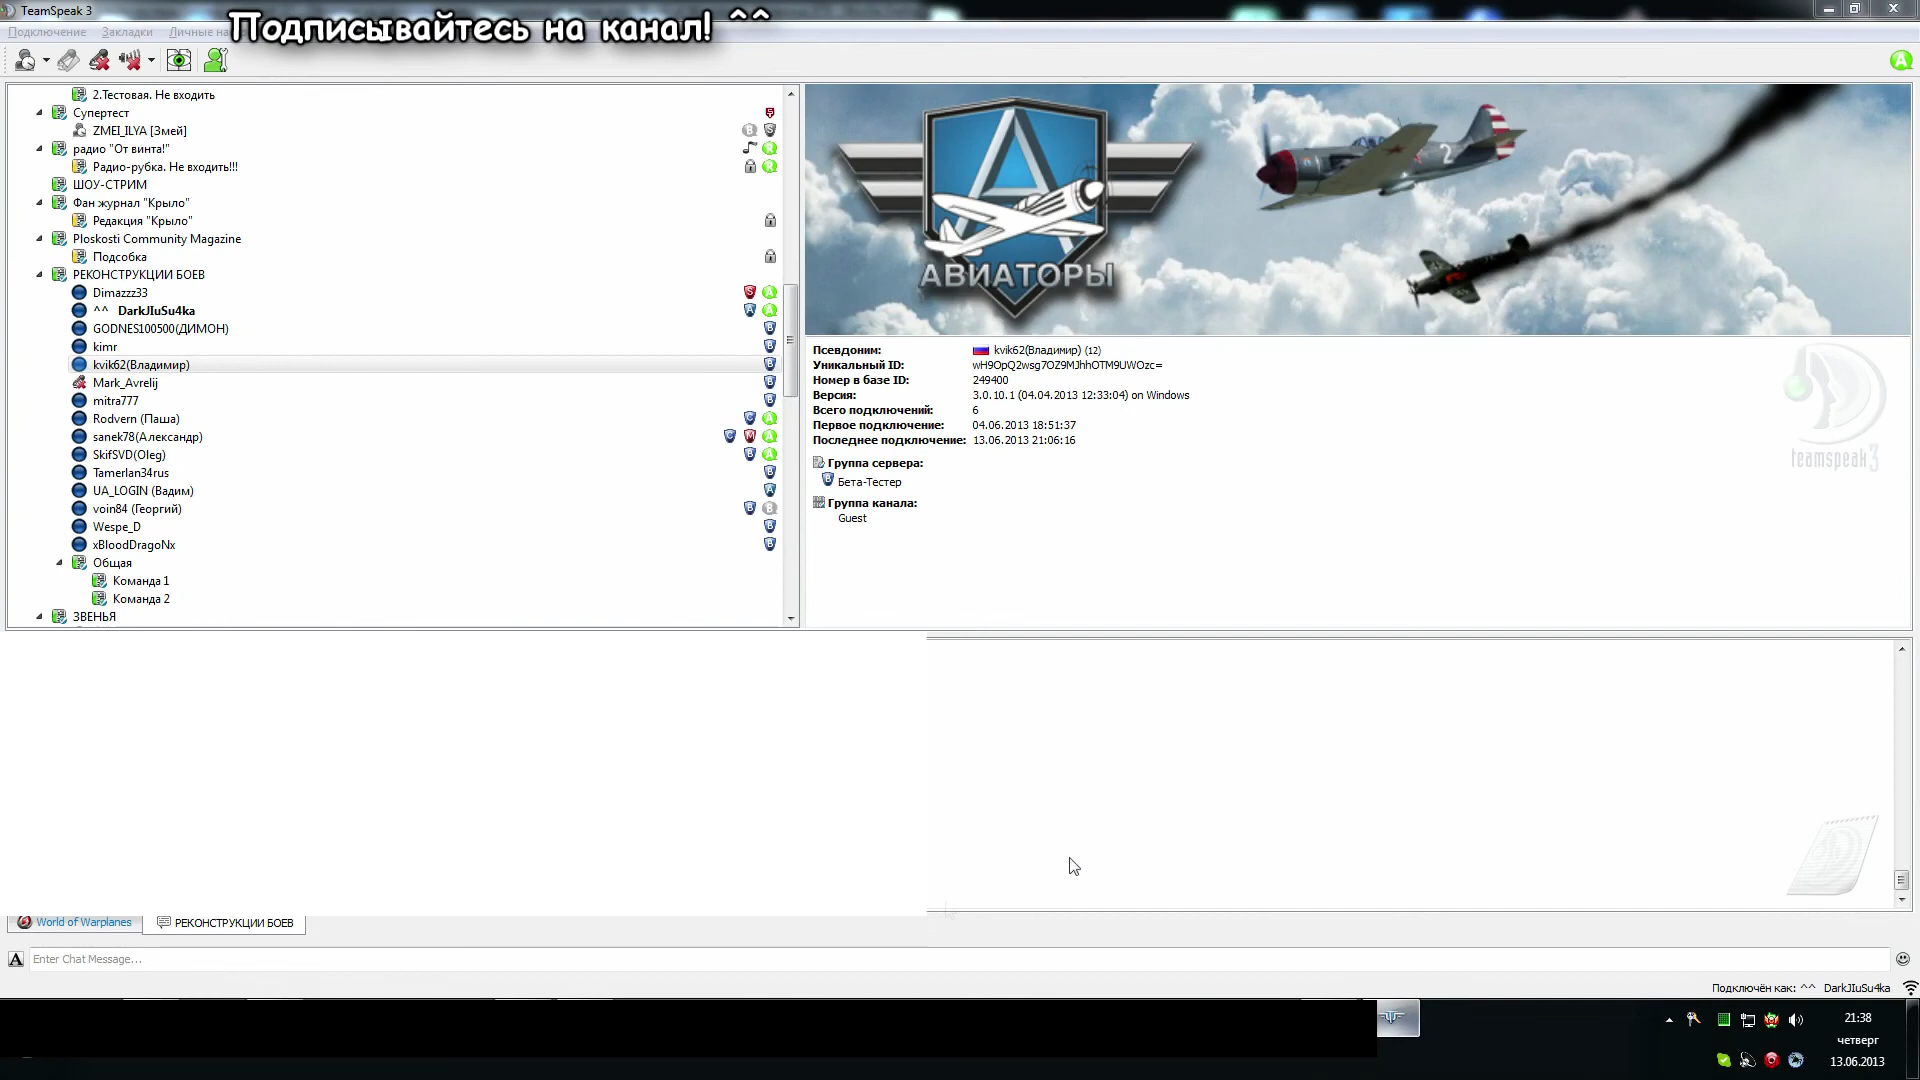 TeamSpeak 3
Подписывайтесь на канал! ^^
Подключение Закладки Личные
2.Тестовая. Не входить
Супертест
ZMEI_ILYA [Змей]
радио "От винта!"
Радио-рубка. Не входить!!!
ШОУ-СТРИМ
Фан журнал "Крыло"
Редакция "Крыло"
Ploskosti Community Magazine
Подсобка
РЕКОНСТРУКЦИИ БОЕВ
Dimazzz33
^^ DarkJIuSu4ka
GODNES100500(ДИМОН)
kimr
kvik62(Владимир)
Mark_Avrelij
mitra777
Rodvern (Паша)
sanek78(Александр)
SkifSVD(Oleg)
Tamerlan34rus
UA_LOGIN (Вадим)
voin84 (Георгий)
Wespe_D
xBloodDragoNx
Общая
Команда 1
Команда 2
ЗВЕНЬЯ
АВИАТОРЫ
2
Псевдоним: kvik62(Владимир) (12)
Уникальный ID: wH9OpQ2wsg7OZ9MJhhOTM9UWOzc=
Номер в базе ID: 249400
Версия: 3.0.10.1 (04.04.2013 12:33:04) on Windows
Всего подключений: 6
Первое подключение: 04.06.2013 18:51:37
Последнее подключение: 13.06.2013 21:06:16
Группа сервера:
Бета-Тестер
Группа канала:
Guest
teamspeak 3
World of Warplanes РЕКОНСТРУКЦИИ БОЕВ
Enter Chat Message...
Подключён как: ^^ DarkJIuSu4ka
21:38
четверг
13.06.2013